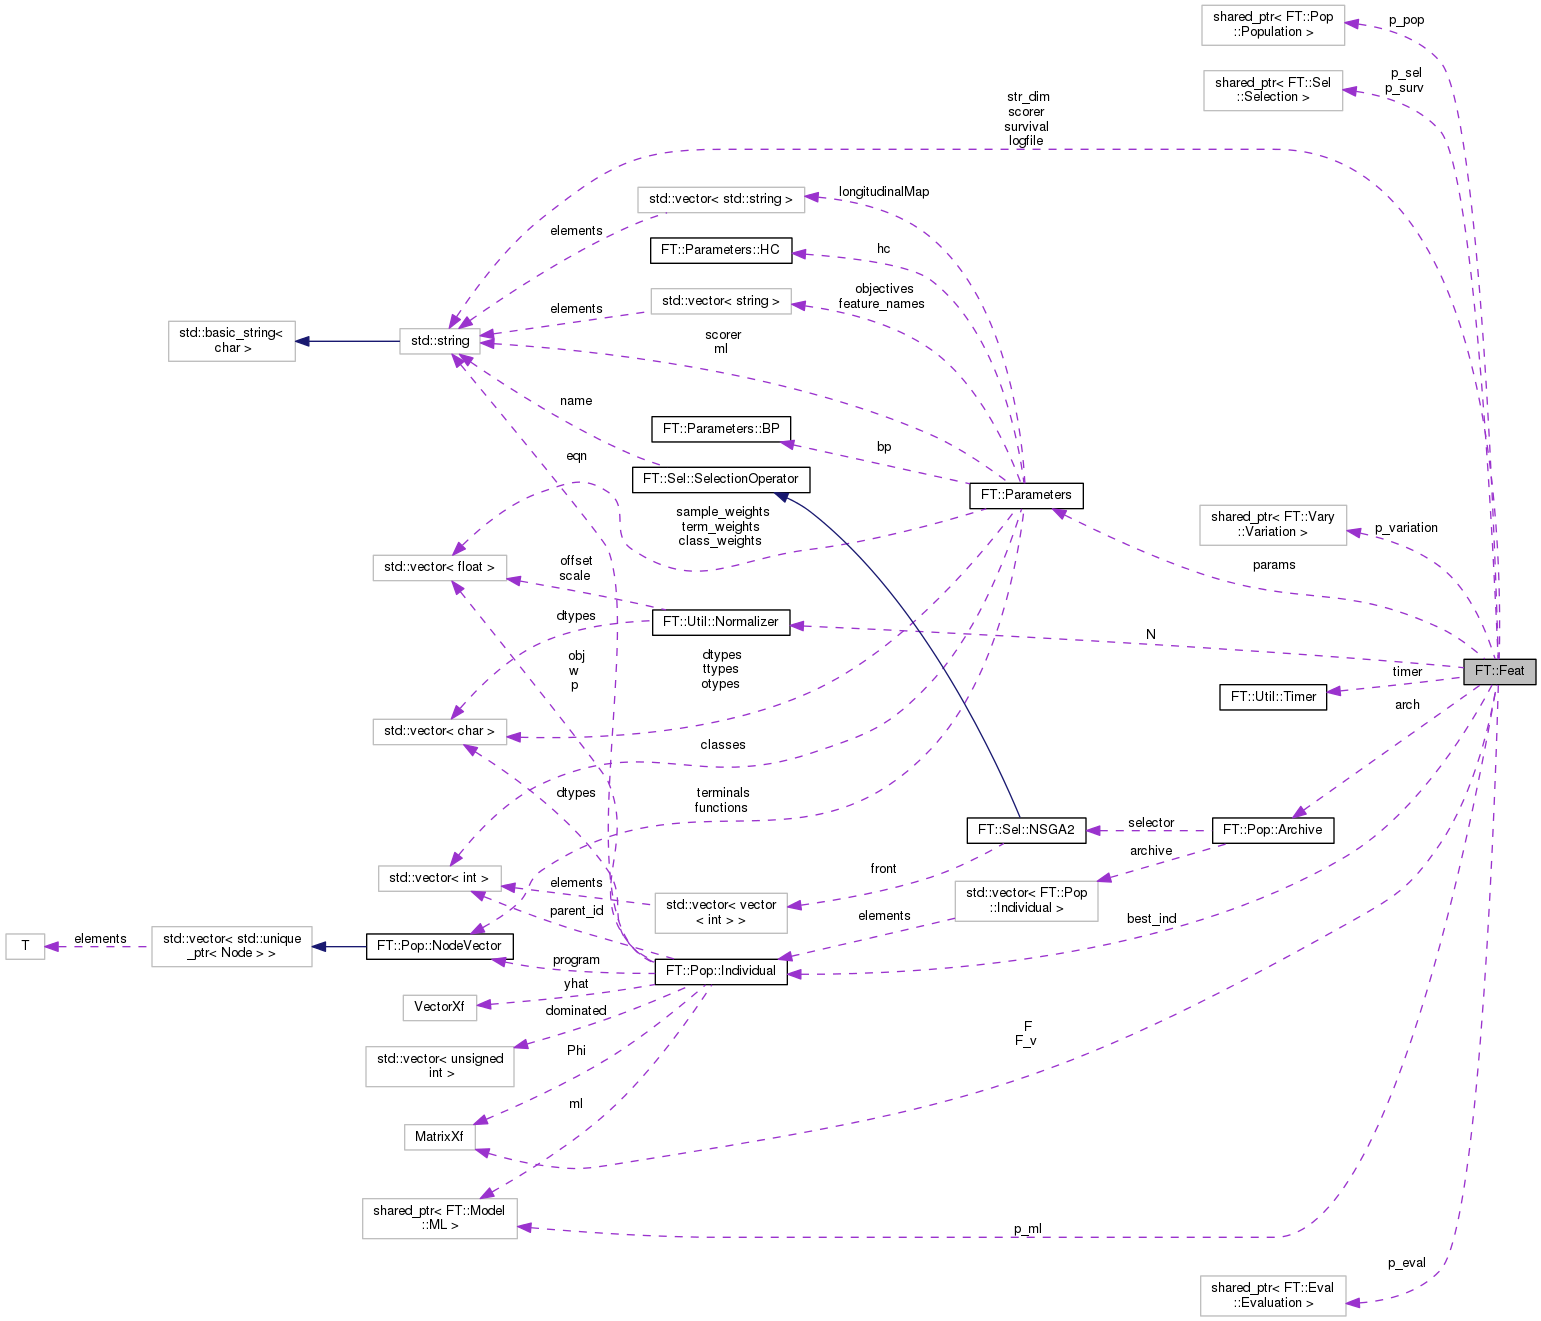 shared_ptr< FT::Pop
::Population >
p_pop
shared_ptr< FT::Sel
::Selection >
p_sel
p_surv
str_dim
scorer
survival
logfile
std::vector< std::string >
longitudinalMap
elements
FT::Parameters::HC
hc
std::vector< string >
objectives
feature_names
elements
std::basic_string<
char >
std::string
scorer
ml
name
FT::Parameters::BP
bp
eqn
FT::Sel::SelectionOperator
FT::Parameters
sample_weights
term_weights
class_weights
shared_ptr< FT::Vary
::Variation >
p_variation
std::vector< float >
offset
scale
params
dtypes
FT::Util::Normalizer
N
obj
w
p
dtypes
ttypes
otypes
FT::Feat
timer
FT::Util::Timer
arch
std::vector< char >
classes
dtypes
terminals
functions
FT::Sel::NSGA2
selector
FT::Pop::Archive
archive
front
std::vector< int >
elements
std::vector< vector
< int > >
std::vector< FT::Pop
::Individual >
parent_id
elements
best_ind
T
elements
std::vector< std::unique
_ptr< Node > >
FT::Pop::NodeVector
program
FT::Pop::Individual
yhat
VectorXf
dominated
F
F_v
std::vector< unsigned
int >
Phi
ml
MatrixXf
shared_ptr< FT::Model
::ML >
p_ml
p_eval
shared_ptr< FT::Eval
::Evaluation >